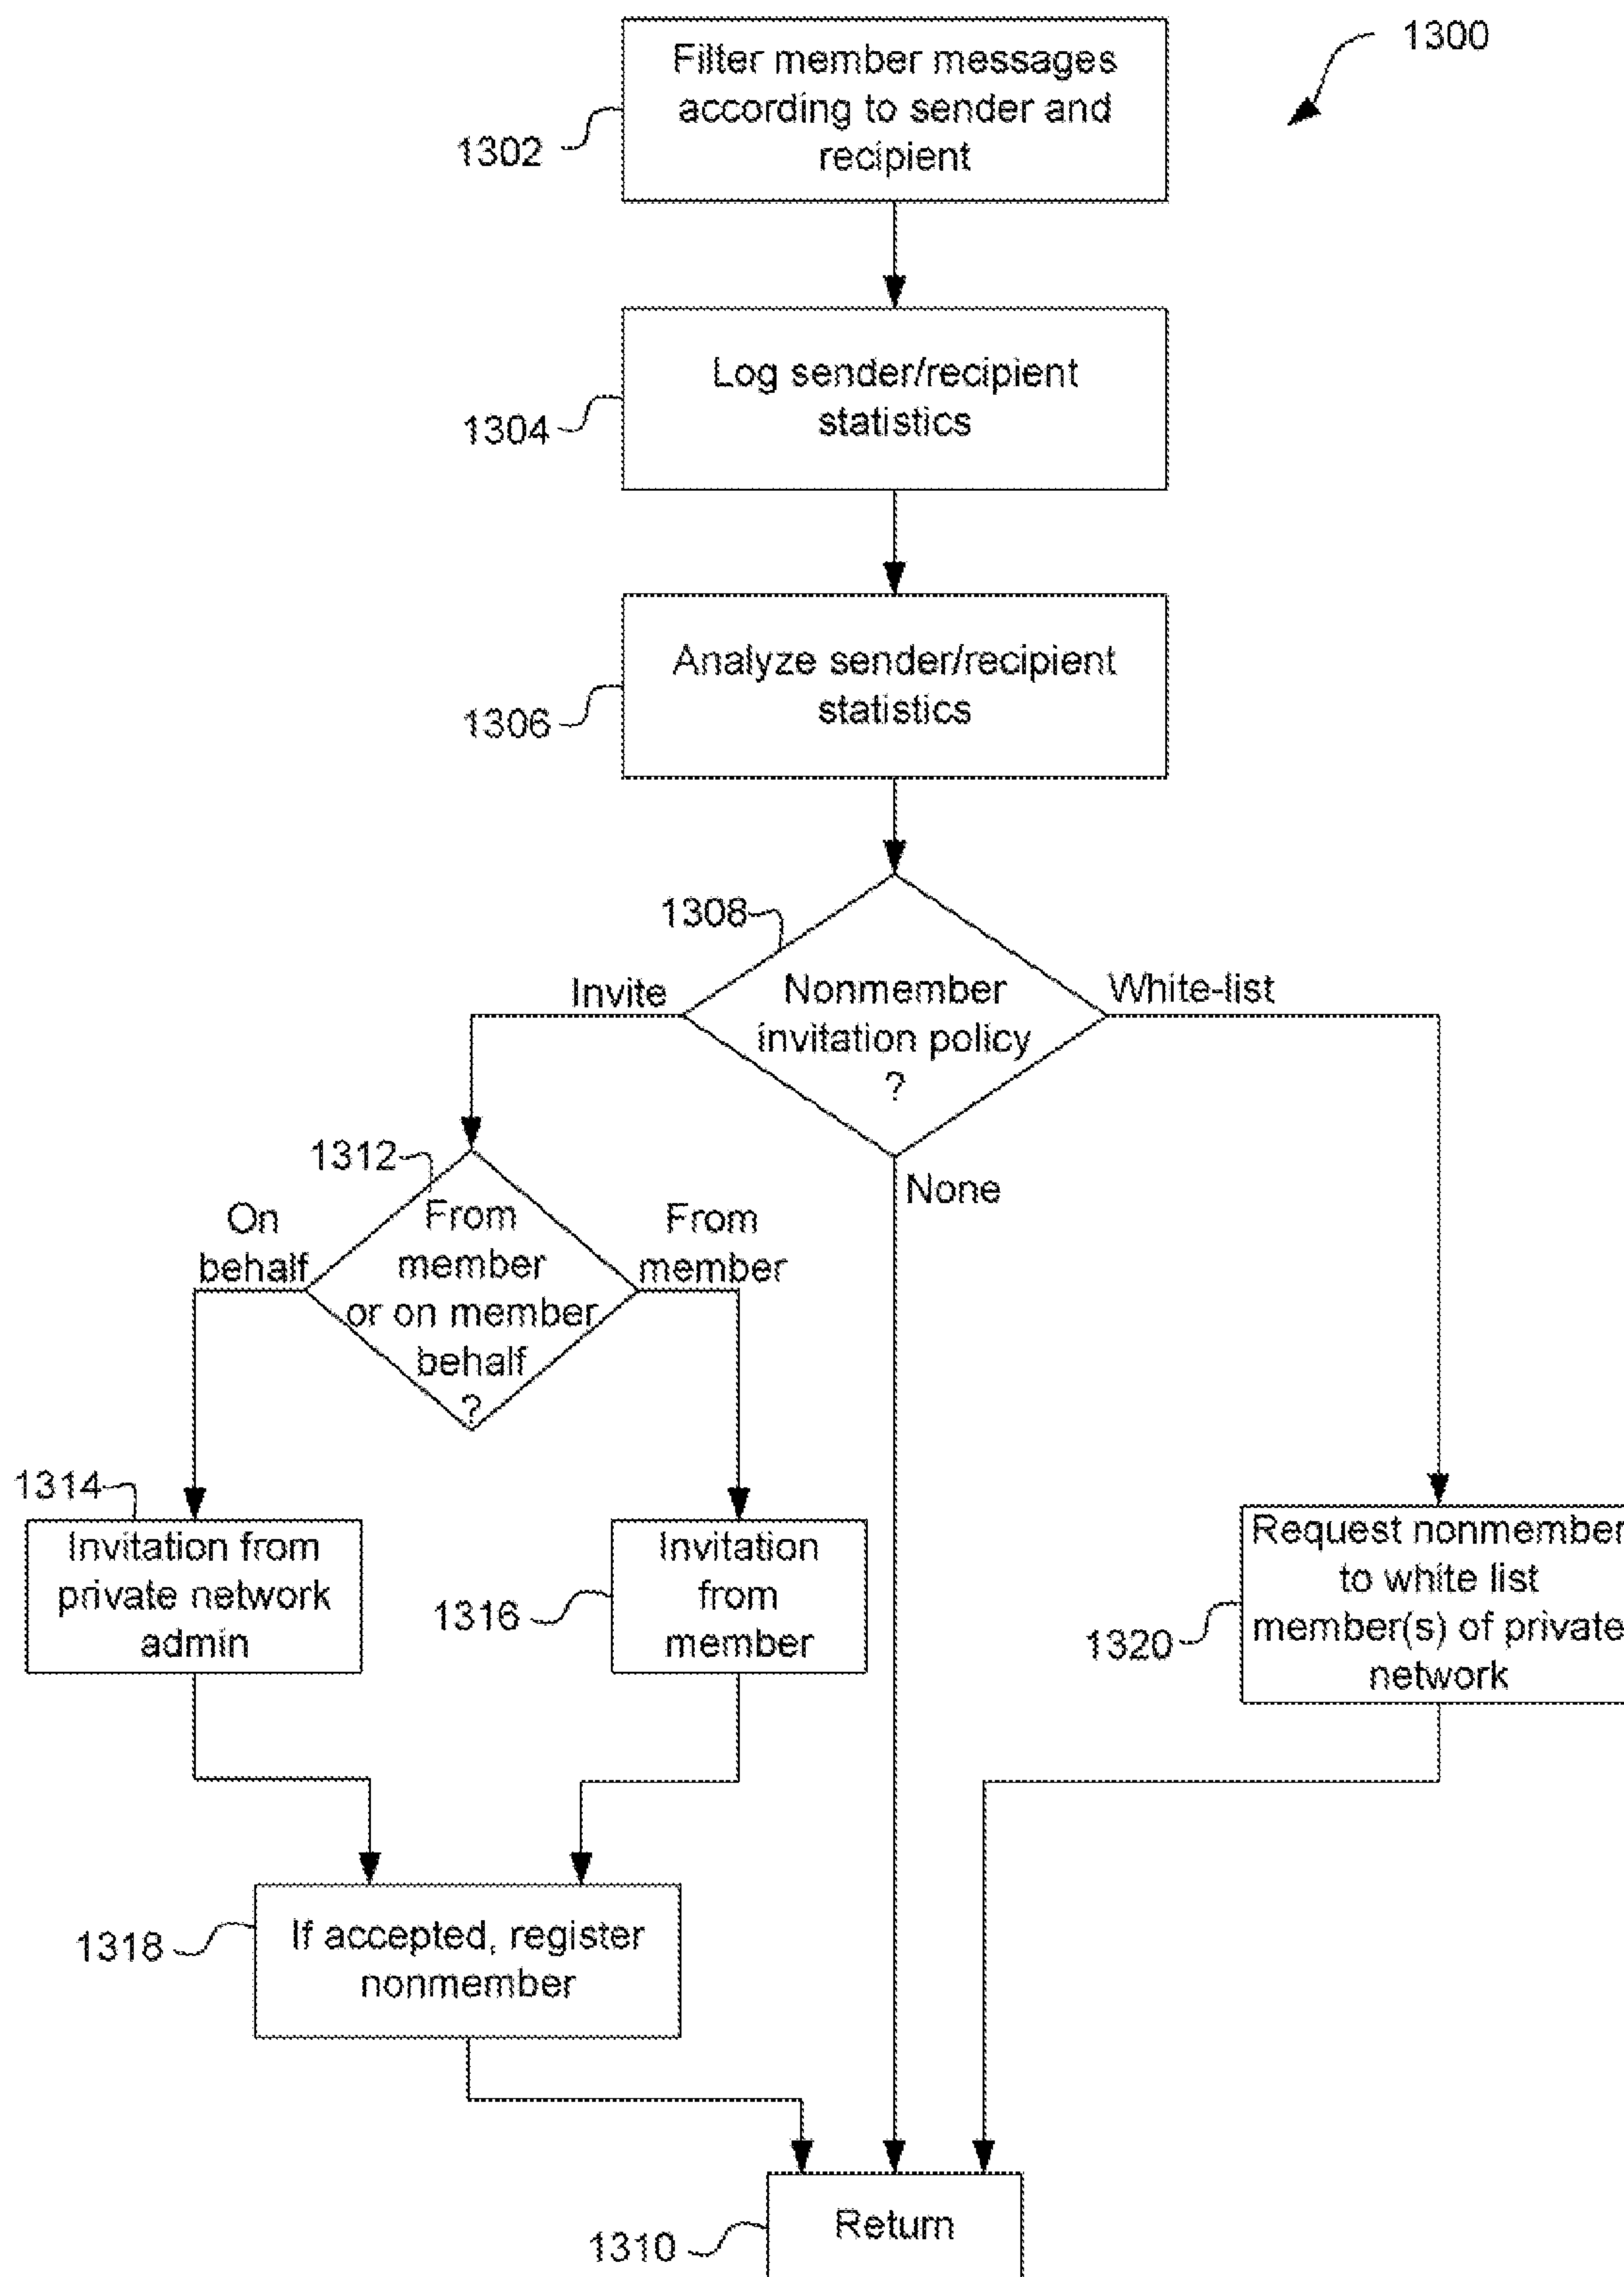 1300
Filter member messages
according to sender and
recipient
1302
Log sender/recipient
statistics
1304
Analyze sender/recipient
statistics
1306
1308
Nonmember
invitation policy
?
Invite
White-list
None
1312
From
member
or on member
behalf
?
On
behalf
From
member
1314
Invitation from
private network
admin
1316
Invitation
from
member
1320
Request nonmember
to white list
member(s) of private
network
1318
If accepted, register
nonmember
1310
Return